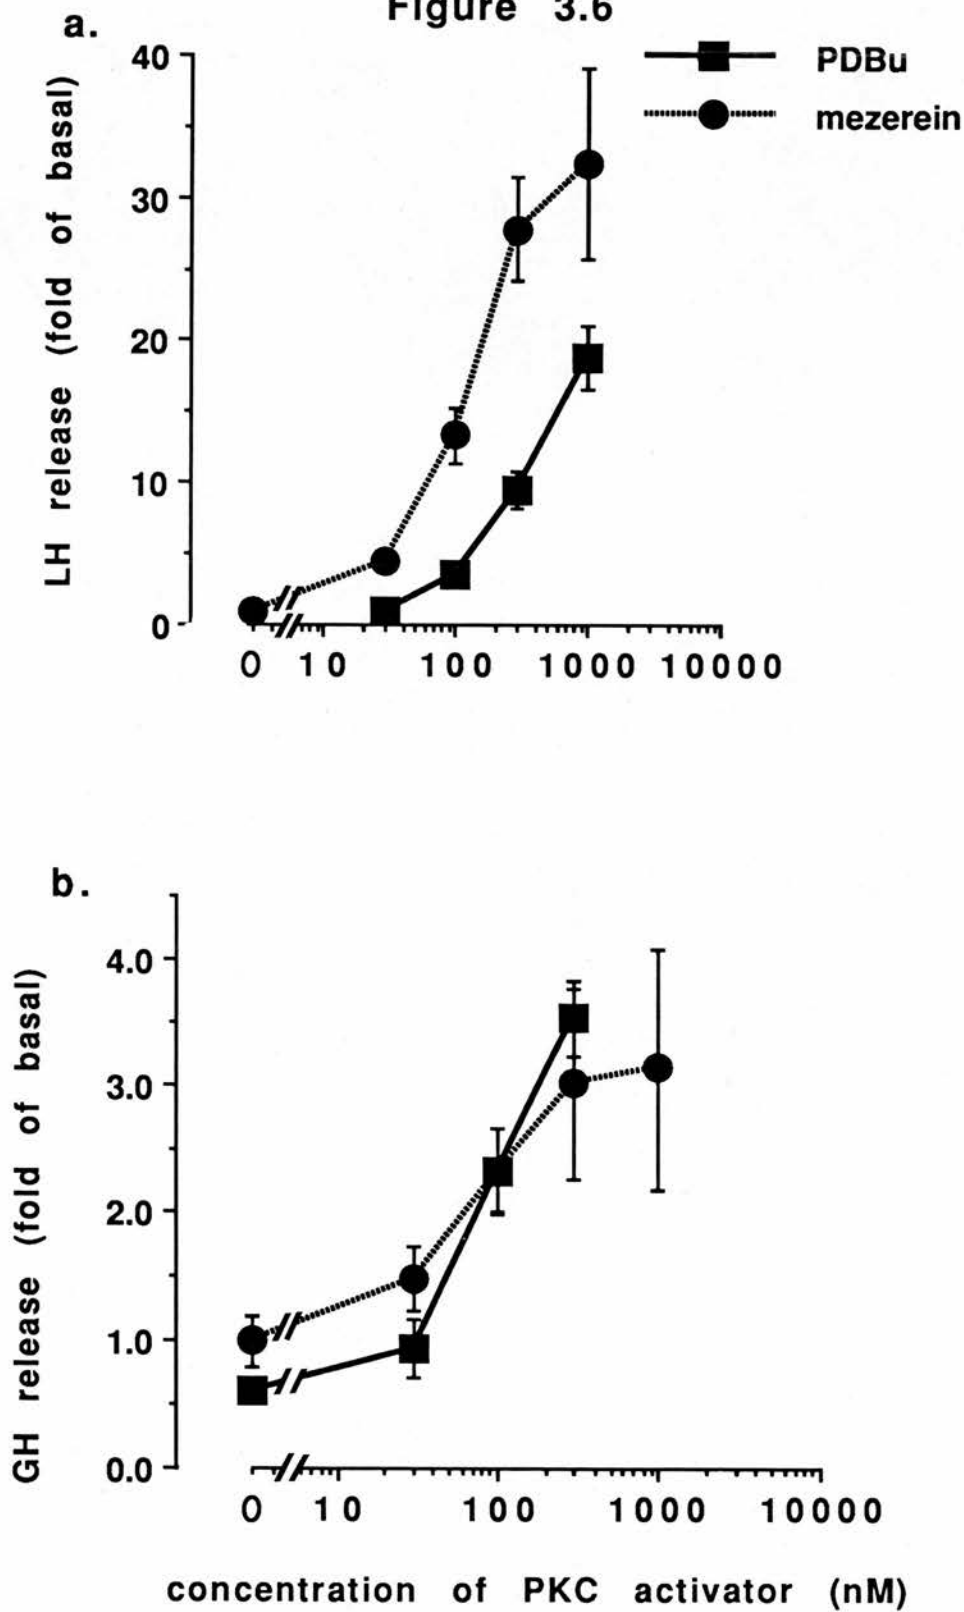 Figure 3.6
a.
PDBu
mezerein
LH release (fold of basal)
40
30
20
10
0
0 10 100 1000 10000
b.
GH release (fold of basal)
4.0
3.0
2.0
1.0
0.0
0 10 100 1000 10000
concentration of PKC activator (nM)